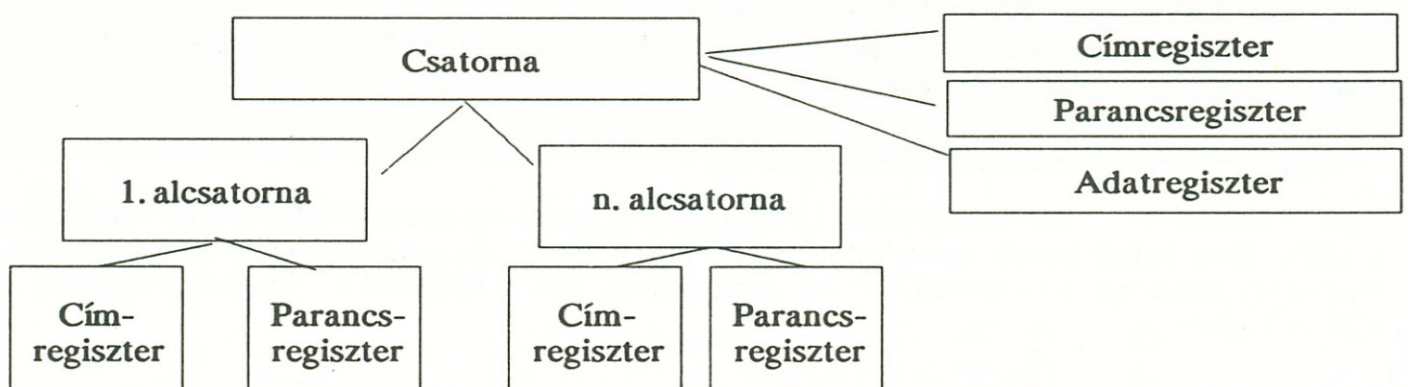 Csatorna
Címregiszter
Parancsregiszter
Adatregiszter
1. alcsatorna
n. alcsatorna
Cím-
regiszter
Parancs-
regiszter
Cím-
regiszter
Parancs-
regiszter